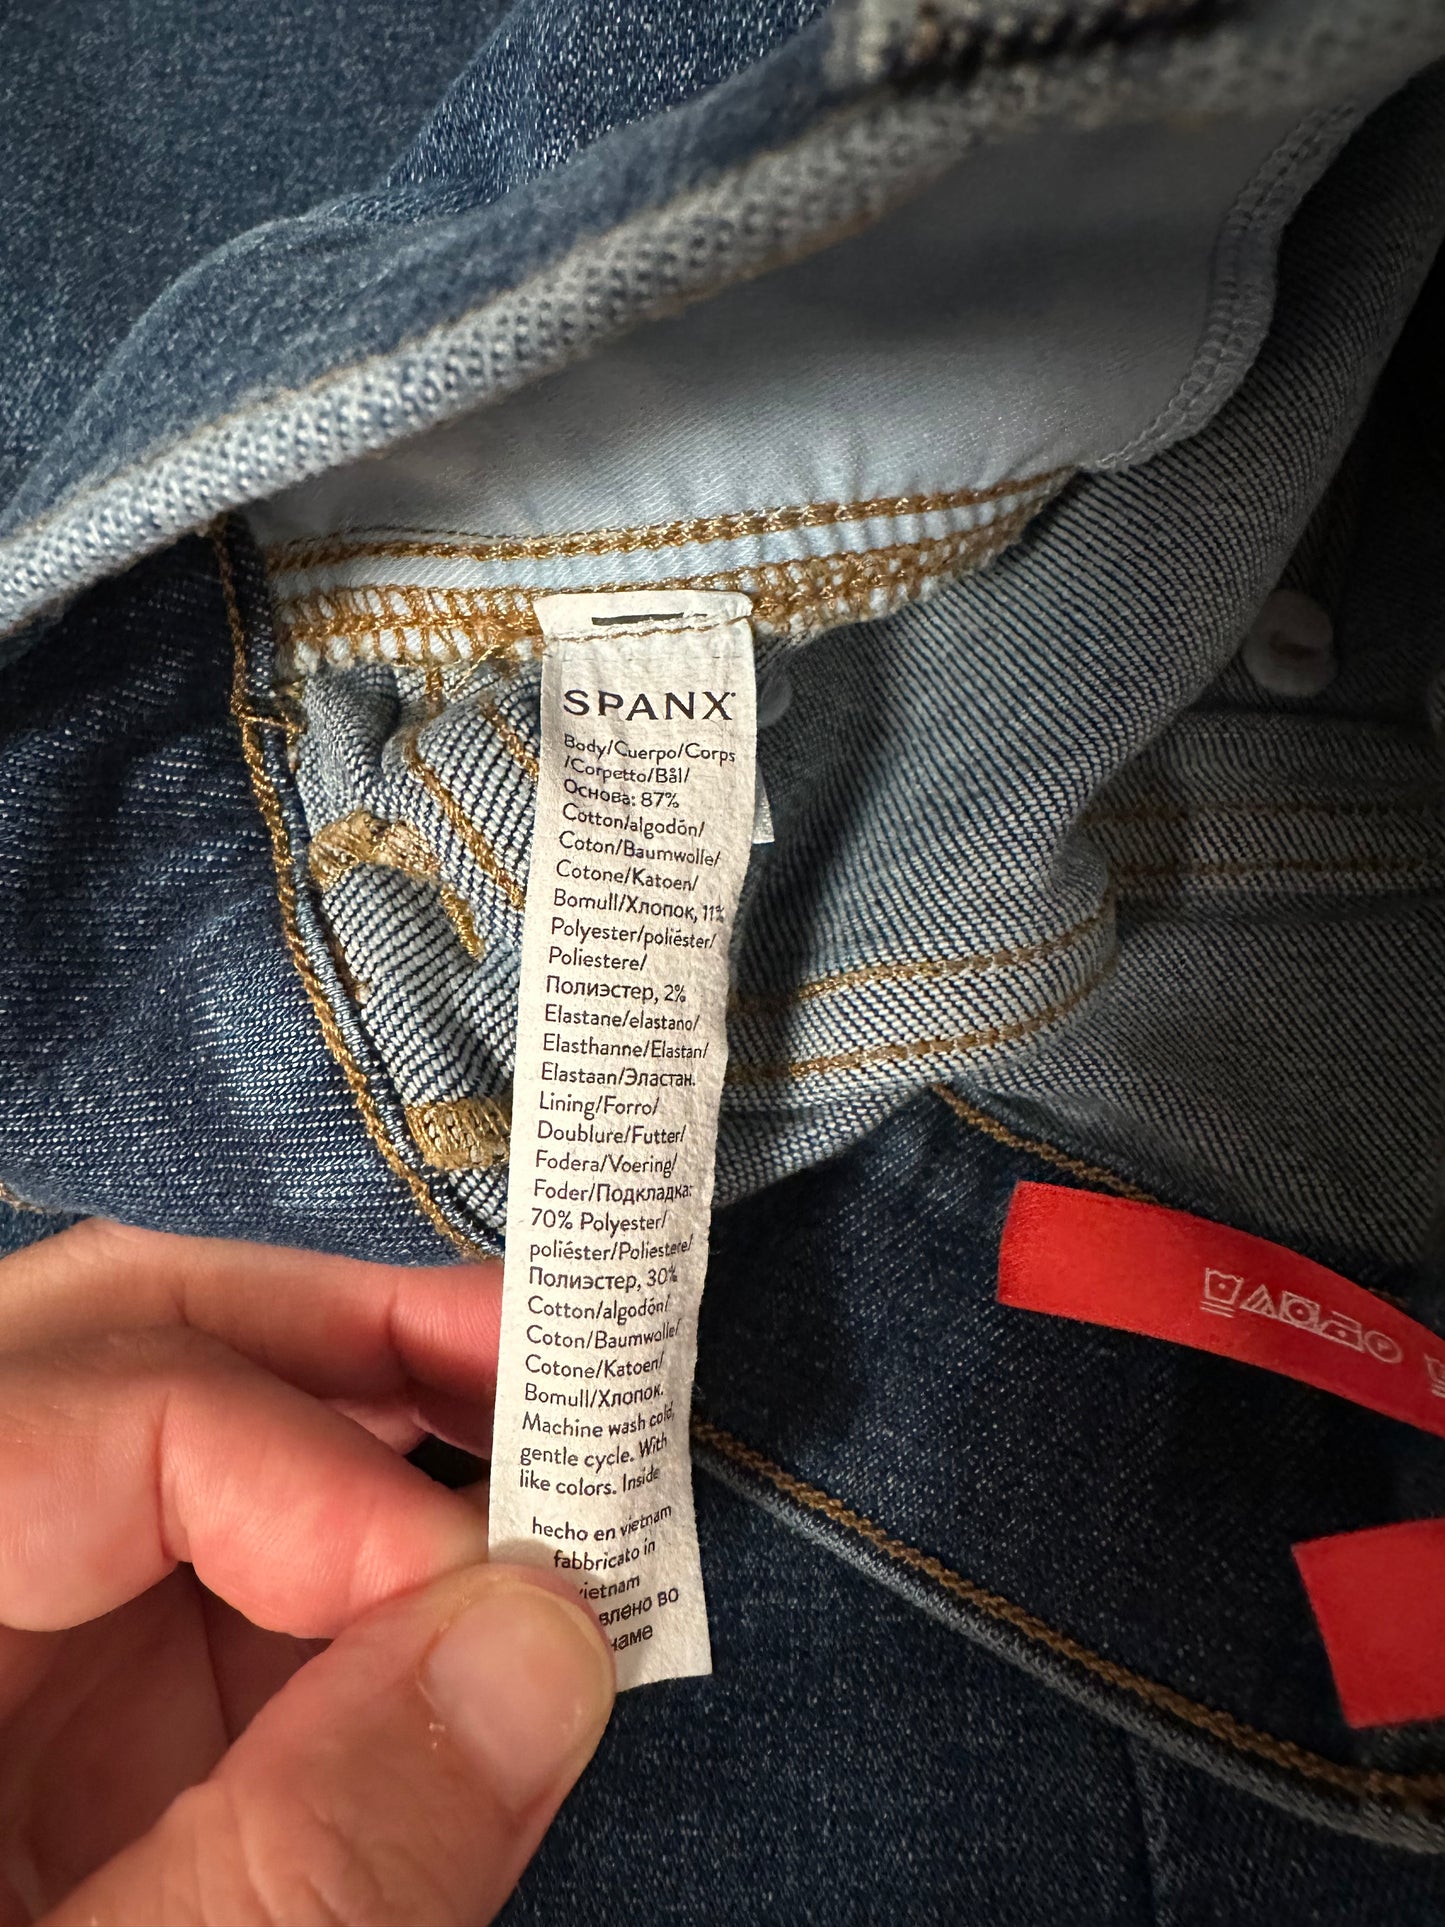 SPANX
Body/Cuerpo/Corps
/Corpetto/Bål/
Основа: 87%
Cotton/algodón/
Coton/Baumwolle/
Cotone/Katoen/
Bomull/Хлопок, 11%
Polyester/poliéster/
Poliestere/
Полиэстер, 2%
Elastane/elastano/
Elasthanne/Elastan/
Elastaan/Эластан.
Lining/Forro/
Doublure/Futter/
Fodera/Voering/
Foder/Подкладка:
70% Polyester/
poliéster/Poliestere/
Полиэстер, 30%
Cotton/algodón/
Coton/Baumwolle/
Cotone/Katoen/
Bomull/Хлопок.
Machine wash cold,
gentle cycle. With
like colors. Inside
hecho en vietnam
fabbricato in
vietnam
во